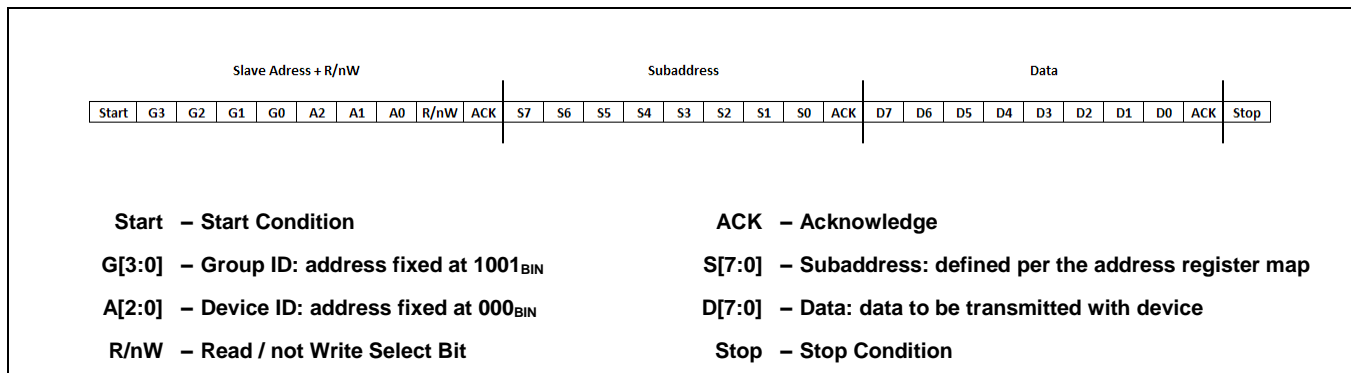 Slave Adress + R/nW Subaddress Data
Start G3 G2 G1 G0 A2 A1 A0 R/nW ACK S7 S6 S5 S4 S3 S2 S1 S0 ACK D7 D6 D5 D4 D3 D2 D1 D0 ACK Stop
Start – Start Condition ACK – Acknowledge
G[3:0] – Group ID: address fixed at 1001BIN S[7:0] – Subaddress: defined per the address register map
A[2:0] – Device ID: address fixed at 000BIN D[7:0] – Data: data to be transmitted with device
R/nW – Read / not Write Select Bit Stop – Stop Condition